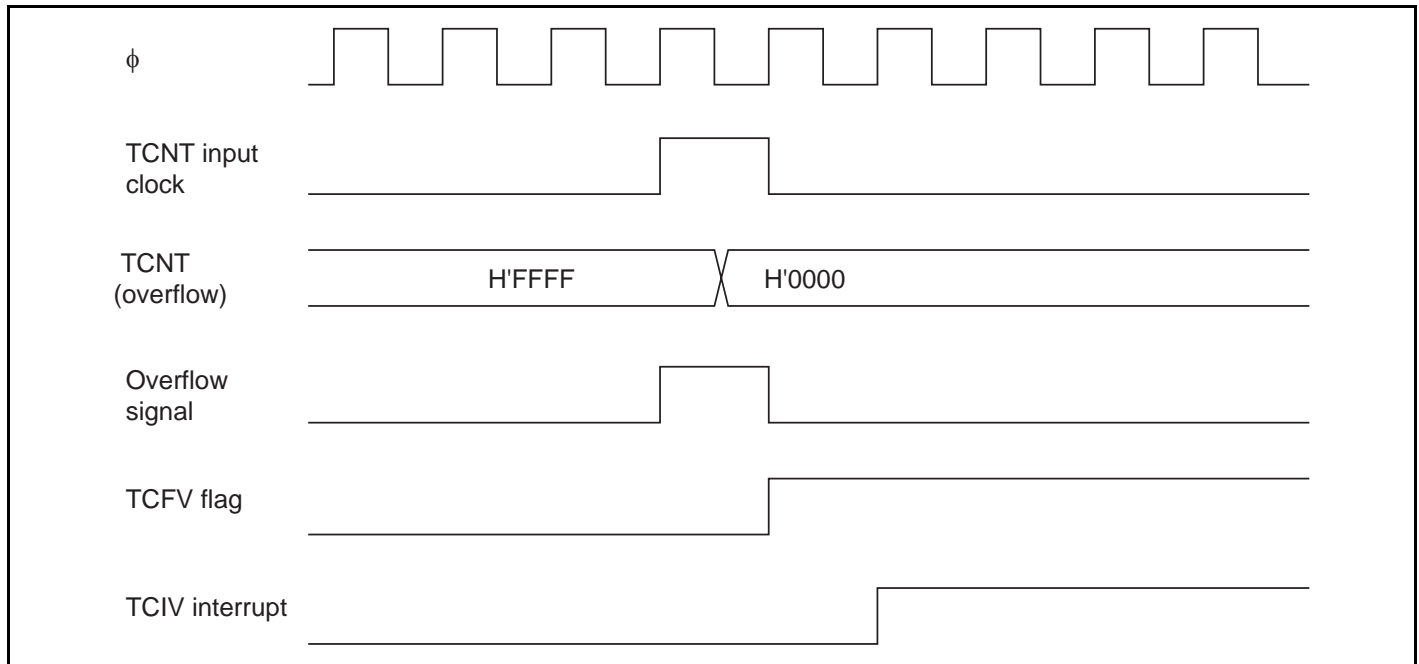 ϕ
TCNT input
clock
TCNT
(overflow)
H'FFFF
H'0000
Overflow
signal
TCFV flag
TCIV interrupt